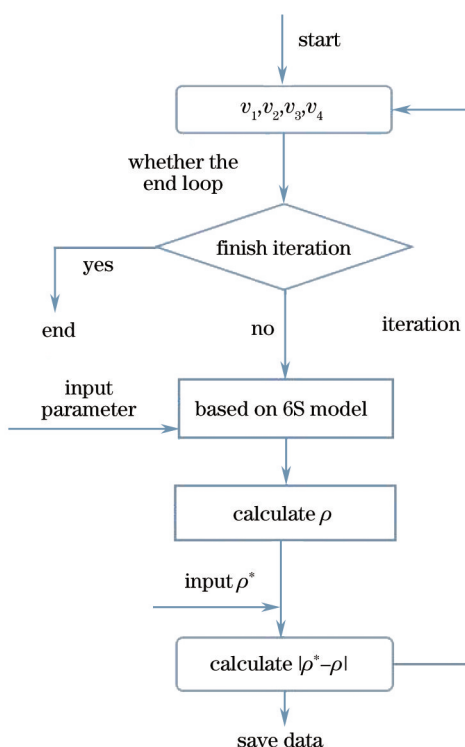 start
v₁,v₂,v₃,v₄
whether the
end loop
finish iteration
yes
end
no
iteration
input
parameter
based on 6S model
calculate ρ
input ρ*
calculate |ρ*–ρ|
save data